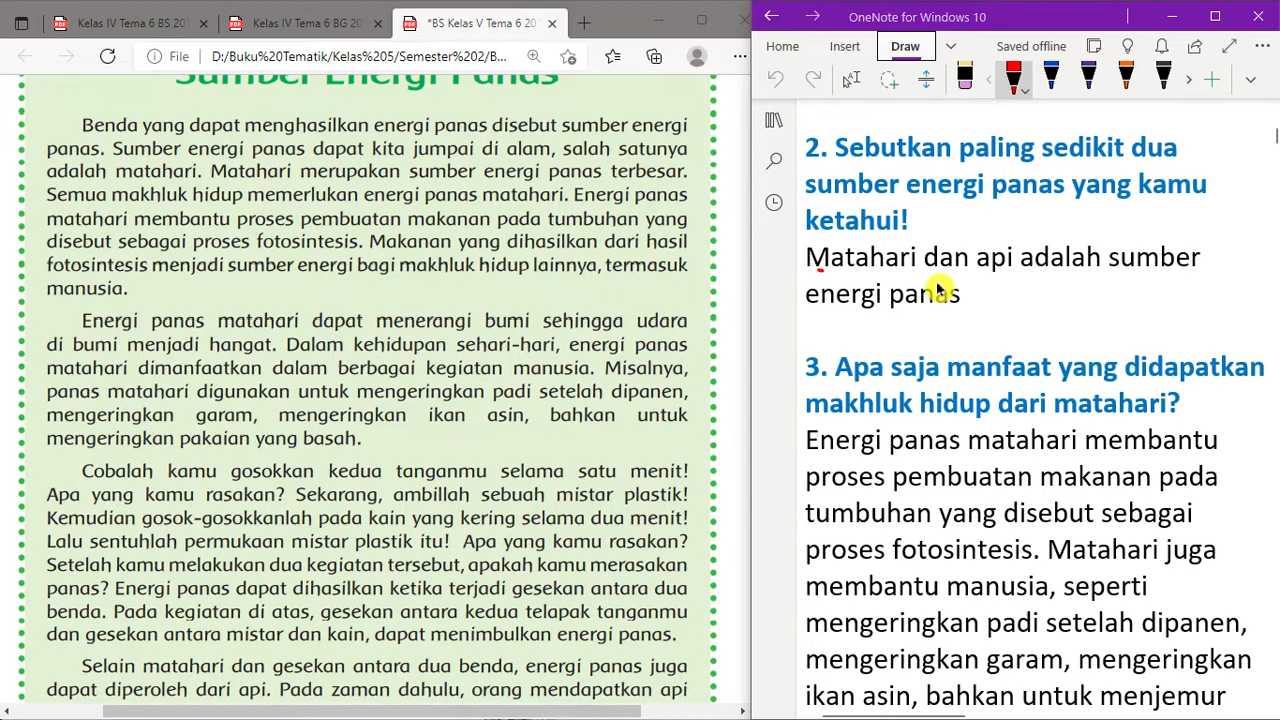 Kelas IV Tema 6 BS 201
Kelas IV Tema 6 BG 20
*BS Kelas V Tema 6 20
OneNote for Windows 10
File
D:/Buku%20Tematik/Kelas%205/Semester%202/B...
Home
Insert
Draw
Saved offline
Sumber Energi Panas
Benda yang dapat menghasilkan energi panas disebut sumber energi
panas. Sumber energi panas dapat kita jumpai di alam, salah satunya
adalah matahari. Matahari merupakan sumber energi panas terbesar.
Semua makhluk hidup memerlukan energi panas matahari. Energi panas
matahari membantu proses pembuatan makanan pada tumbuhan yang
disebut sebagai proses fotosintesis. Makanan yang dihasilkan dari hasil
fotosintesis menjadi sumber energi bagi makhluk hidup lainnya, termasuk
manusia.
Energi panas matahari dapat menerangi bumi sehingga udara
di bumi menjadi hangat. Dalam kehidupan sehari-hari, energi panas
matahari dimanfaatkan dalam berbagai kegiatan manusia. Misalnya,
panas matahari digunakan untuk mengeringkan padi setelah dipanen,
mengeringkan garam, mengeringkan ikan asin, bahkan untuk
mengeringkan pakaian yang basah.
Cobalah kamu gosokkan kedua tanganmu selama satu menit!
Apa yang kamu rasakan? Sekarang, ambillah sebuah mistar plastik!
Kemudian gosok-gosokkanlah pada kain yang kering selama dua menit!
Lalu sentuhlah permukaan mistar plastik itu! Apa yang kamu rasakan?
Setelah kamu melakukan dua kegiatan tersebut, apakah kamu merasakan
panas? Energi panas dapat dihasilkan ketika terjadi gesekan antara dua
benda. Pada kegiatan di atas, gesekan antara kedua telapak tanganmu
dan gesekan antara mistar dan kain, dapat menimbulkan energi panas.
Selain matahari dan gesekan antara dua benda, energi panas juga
dapat diperoleh dari api. Pada zaman dahulu, orang mendapatkan api
2. Sebutkan paling sedikit dua
sumber energi panas yang kamu
ketahui!
Matahari dan api adalah sumber
energi panas
3. Apa saja manfaat yang didapatkan
makhluk hidup dari matahari?
Energi panas matahari membantu
proses pembuatan makanan pada
tumbuhan yang disebut sebagai
proses fotosintesis. Matahari juga
membantu manusia, seperti
mengeringkan padi setelah dipanen,
mengeringkan garam, mengeringkan
ikan asin, bahkan untuk menjemur